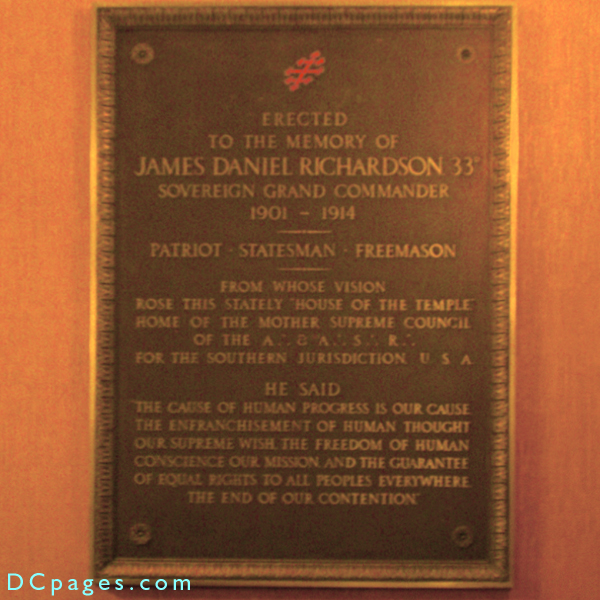 ERECTED
TO THE MEMORY OF
JAMES DANIEL RICHARDSON 33°
SOVEREIGN GRAND COMMANDER
1901 - 1914
PATRIOT · STATESMAN · FREEMASON
FROM WHOSE VISION
ROSE THIS STATELY "HOUSE OF THE TEMPLE"
HOME OF THE MOTHER SUPREME COUNCIL
OF THE A∴ & A∴ S∴ R∴
FOR THE SOUTHERN JURISDICTION, U. S. A.
HE SAID
"THE CAUSE OF HUMAN PROGRESS IS OUR CAUSE,
THE ENFRANCHISEMENT OF HUMAN THOUGHT
OUR SUPREME WISH, THE FREEDOM OF HUMAN
CONSCIENCE OUR MISSION, AND THE GUARANTEE
OF EQUAL RIGHTS TO ALL PEOPLES EVERYWHERE,
THE END OF OUR CONTENTION."
DCpages.com